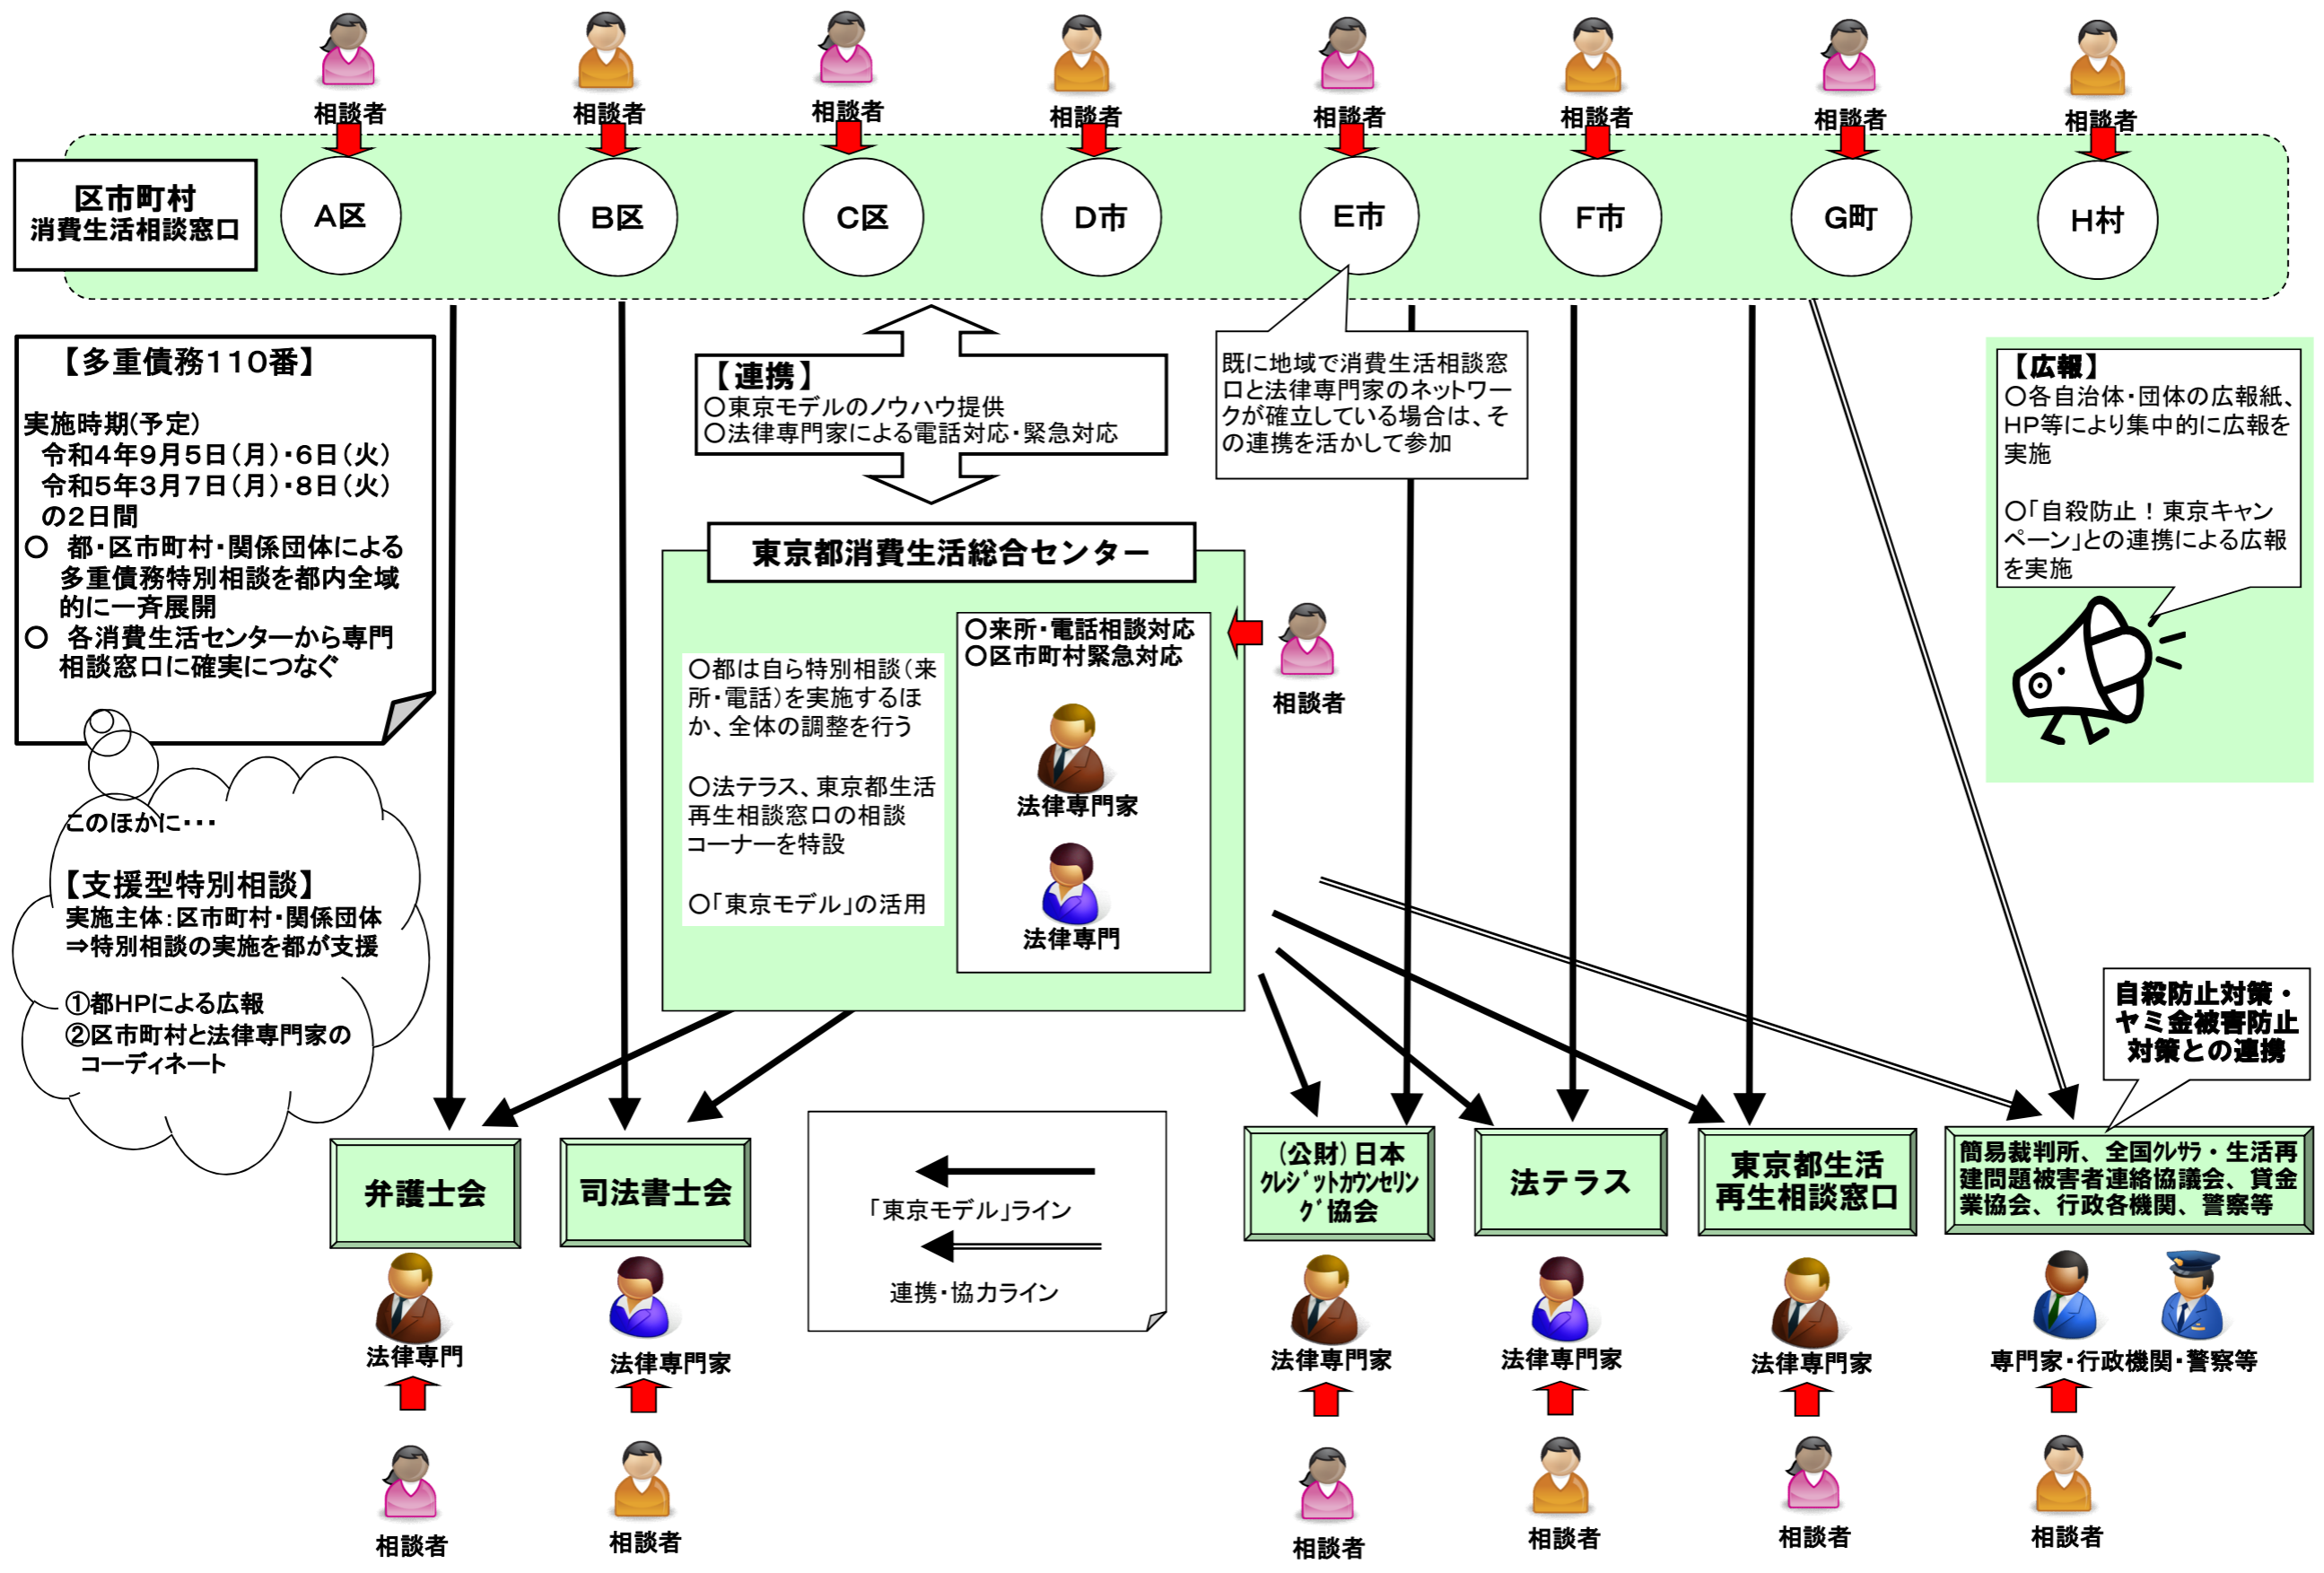 相談者
相談者
相談者
相談者
相談者
相談者
相談者
相談者
区市町村
消費生活相談窓口
A区
B区
C区
D市
E市
F市
G町
H村
【多重債務110番】
実施時期(予定)
令和4年9月5日(月)・6日(火)
令和5年3月7日(月)・8日(火)
の2日間
○ 都・区市町村・関係団体による
多重債務特別相談を都内全域
的に一斉展開
○ 各消費生活センターから専門
相談窓口に確実につなぐ
このほかに・・・
【支援型特別相談】
実施主体:区市町村・関係団体
⇒特別相談の実施を都が支援
①都HPによる広報
②区市町村と法律専門家の
コーディネート
【連携】
○東京モデルのノウハウ提供
○法律専門家による電話対応・緊急対応
既に地域で消費生活相談窓
口と法律専門家のネットワー
クが確立している場合は、そ
の連携を活かして参加
【広報】
○各自治体・団体の広報紙、
HP等により集中的に広報を
実施
○「自殺防止!東京キャン
ペーン」との連携による広報
を実施
東京都消費生活総合センター
○都は自ら特別相談(来
所・電話)を実施するほ
か、全体の調整を行う
○法テラス、東京都生活
再生相談窓口の相談
コーナーを特設
○「東京モデル」の活用
○来所・電話相談対応
○区市町村緊急対応
法律専門家
法律専門
相談者
自殺防止対策・
ヤミ金被害防止
対策との連携
弁護士会
司法書士会
「東京モデル」ライン
連携・協力ライン
(公財)日本
クレジットカウンセリン
グ協会
法テラス
東京都生活
再生相談窓口
簡易裁判所、全国クレサラ・生活再
建問題被害者連絡協議会、貸金
業協会、行政各機関、警察等
法律専門
法律専門家
法律専門家
法律専門家
法律専門家
専門家・行政機関・警察等
相談者
相談者
相談者
相談者
相談者
相談者